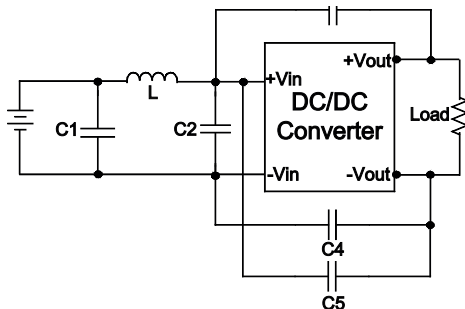 +Vout
+Vin
DC/DC
Converter
Load
L
C1
C2
-Vin
-Vout
C4
C5